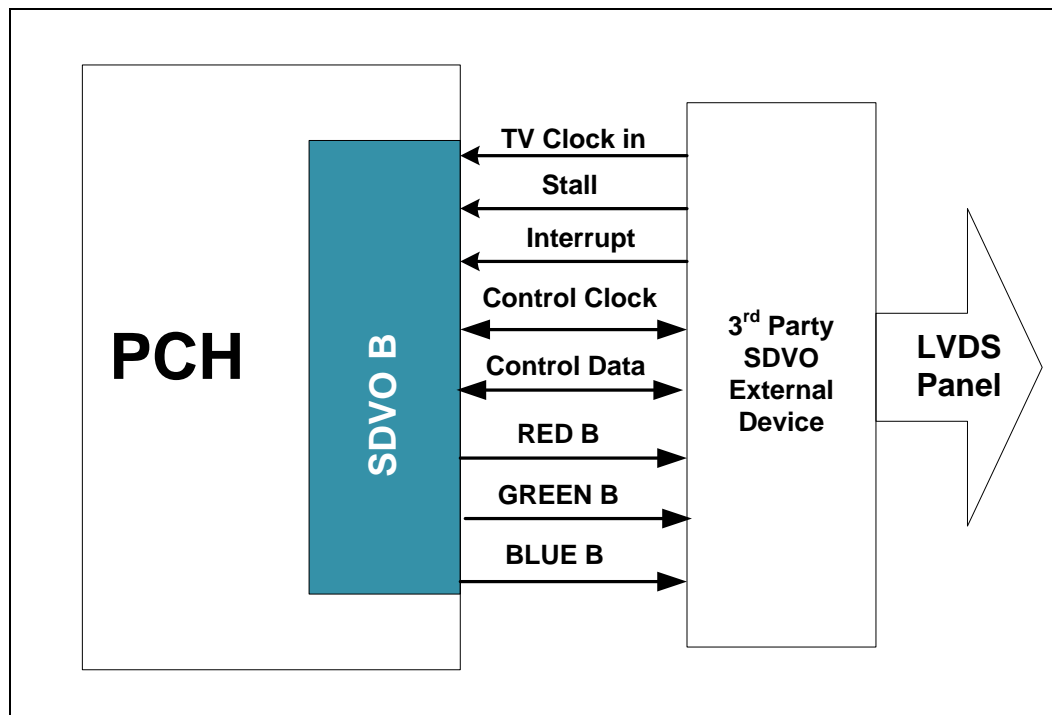 PCH
SDVO B
TV Clock in
Stall
Interrupt
Control Clock
Control Data
RED B
GREEN B
BLUE B
3rd Party
SDVO
External
Device
LVDS
Panel